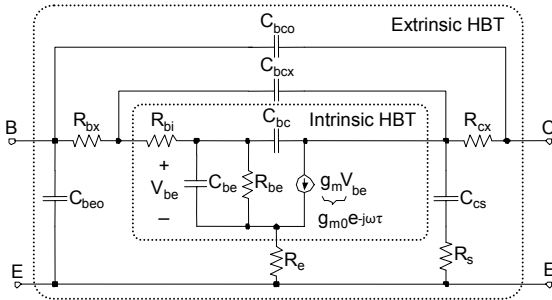 C_bco
Extrinsic HBT
C_bcx
C_bc
Intrinsic HBT
B
R_bx
R_bi
R_cx
C
+
V_be
–
C_be
R_be
g_mV_be
g_m0e^-jωτ
C_beo
C_cs
R_e
R_s
E
E